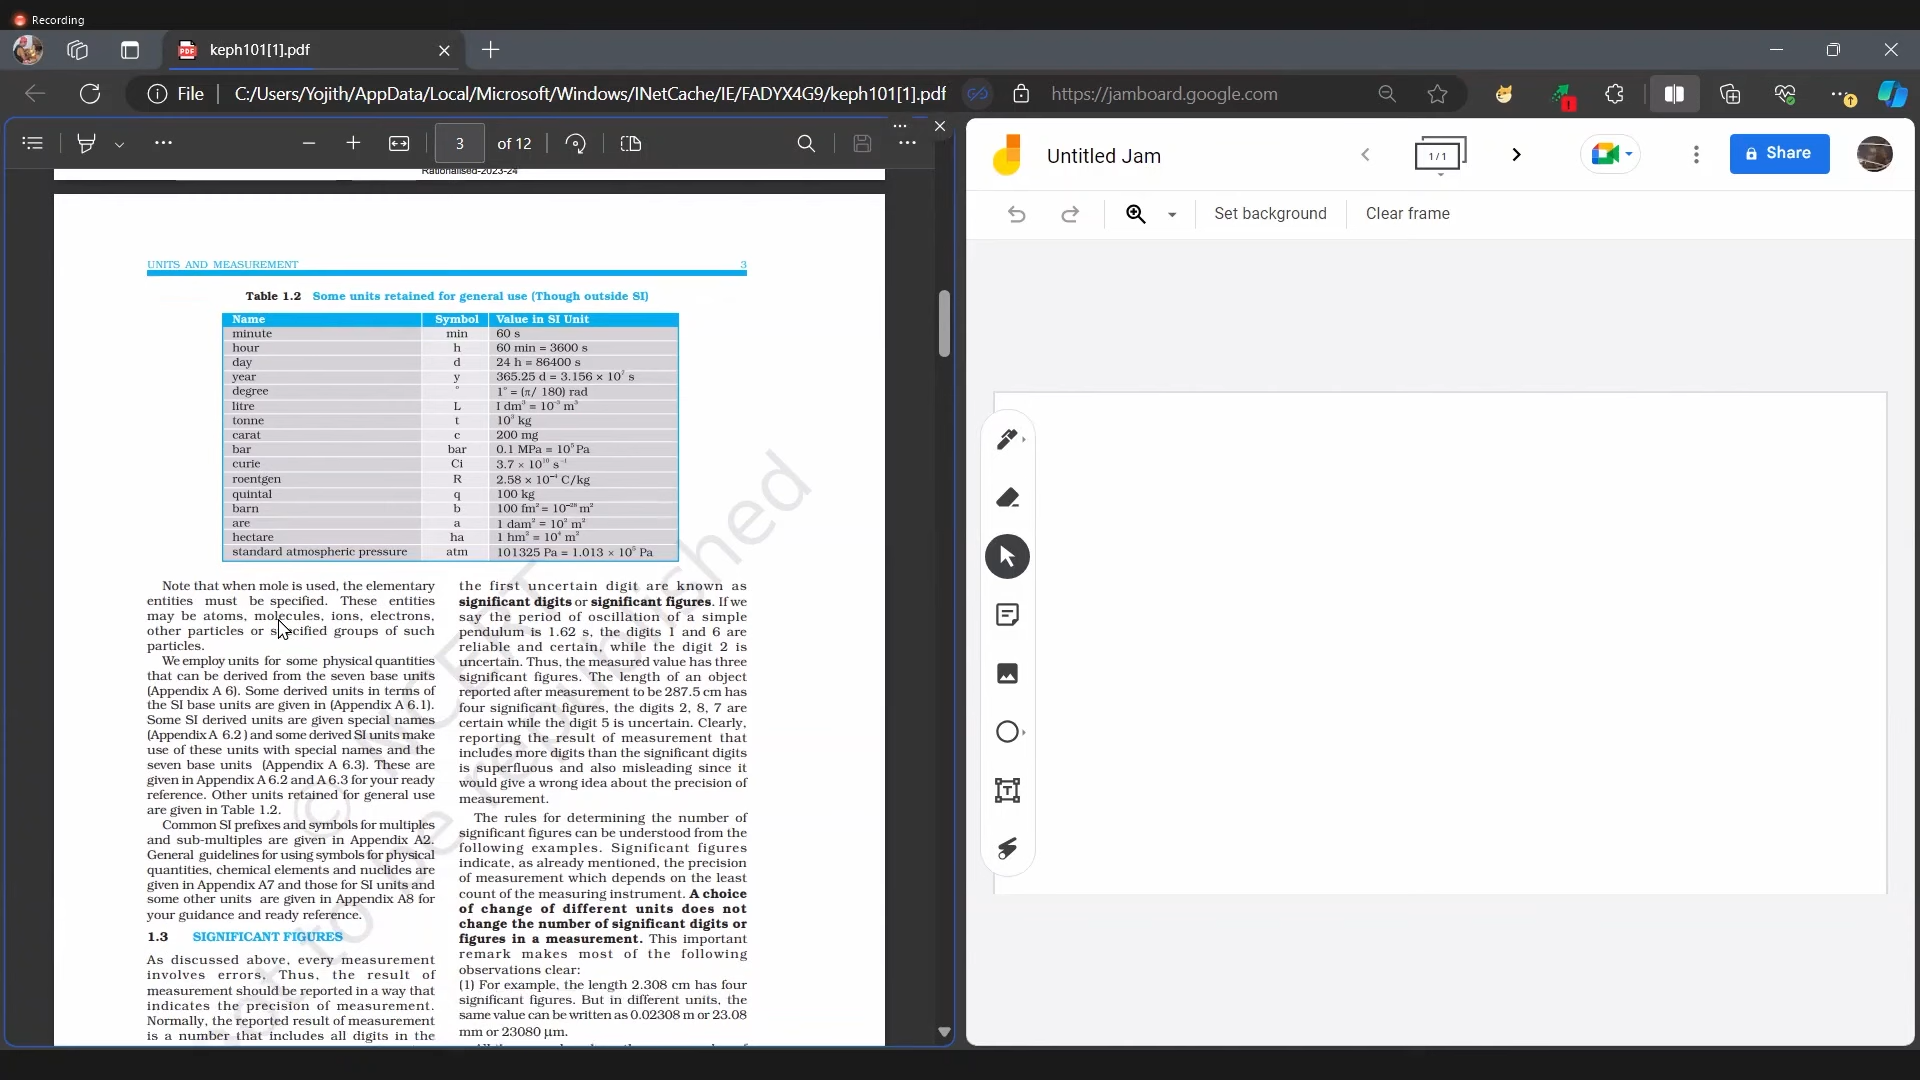 Recording
keph101[1].pdf
File
C:/Users/Yojith/AppData/Local/Microsoft/Windows/INetCache/IE/FADYX4G9/keph101[1].pdf
https://jamboard.google.com
3 of 12
Rationalised-2023-24
UNITS AND MEASUREMENT 3
Table 1.2 Some units retained for general use (Though outside SI)
Name Symbol Value in SI Unit
minute min 60 s
hour h 60 min = 3600 s
day d 24 h = 86400 s
year y 365.25 d = 3.156 × 10⁷ s
degree ° 1° = (π/ 180) rad
litre L I dm³ = 10⁻³ m³
tonne t 10³ kg
carat c 200 mg
bar bar 0.1 MPa = 10⁵ Pa
curie Ci 3.7 × 10¹⁰ s⁻¹
roentgen R 2.58 × 10⁻⁴ C/kg
quintal q 100 kg
barn b 100 fm² = 10⁻²⁸ m²
are a 1 dam² = 10² m²
hectare ha 1 hm² = 10⁴ m²
standard atmospheric pressure atm 101325 Pa = 1.013 × 10⁵ Pa
Note that when mole is used, the elementary
entities must be specified. These entities
may be atoms, molecules, ions, electrons,
other particles or specified groups of such
particles.
We employ units for some physical quantities
that can be derived from the seven base units
(Appendix A 6). Some derived units in terms of
the SI base units are given in (Appendix A 6.1).
Some SI derived units are given special names
(Appendix A 6.2 ) and some derived SI units make
use of these units with special names and the
seven base units (Appendix A 6.3). These are
given in Appendix A 6.2 and A 6.3 for your ready
reference. Other units retained for general use
are given in Table 1.2.
Common SI prefixes and symbols for multiples
and sub-multiples are given in Appendix A2.
General guidelines for using symbols for physical
quantities, chemical elements and nuclides are
given in Appendix A7 and those for SI units and
some other units are given in Appendix A8 for
your guidance and ready reference.
1.3 SIGNIFICANT FIGURES
As discussed above, every measurement
involves errors. Thus, the result of
measurement should be reported in a way that
indicates the precision of measurement.
Normally, the reported result of measurement
is a number that includes all digits in the
the first uncertain digit are known as
significant digits or significant figures. If we
say the period of oscillation of a simple
pendulum is 1.62 s, the digits 1 and 6 are
reliable and certain, while the digit 2 is
uncertain. Thus, the measured value has three
significant figures. The length of an object
reported after measurement to be 287.5 cm has
four significant figures, the digits 2, 8, 7 are
certain while the digit 5 is uncertain. Clearly,
reporting the result of measurement that
includes more digits than the significant digits
is superfluous and also misleading since it
would give a wrong idea about the precision of
measurement.
The rules for determining the number of
significant figures can be understood from the
following examples. Significant figures
indicate, as already mentioned, the precision
of measurement which depends on the least
count of the measuring instrument. A choice
of change of different units does not
change the number of significant digits or
figures in a measurement. This important
remark makes most of the following
observations clear:
(1) For example, the length 2.308 cm has four
significant figures. But in different units, the
same value can be written as 0.02308 m or 23.08
mm or 23080 µm.
© NCERT
not to be republished
Untitled Jam
1/1
Share
Set background
Clear frame